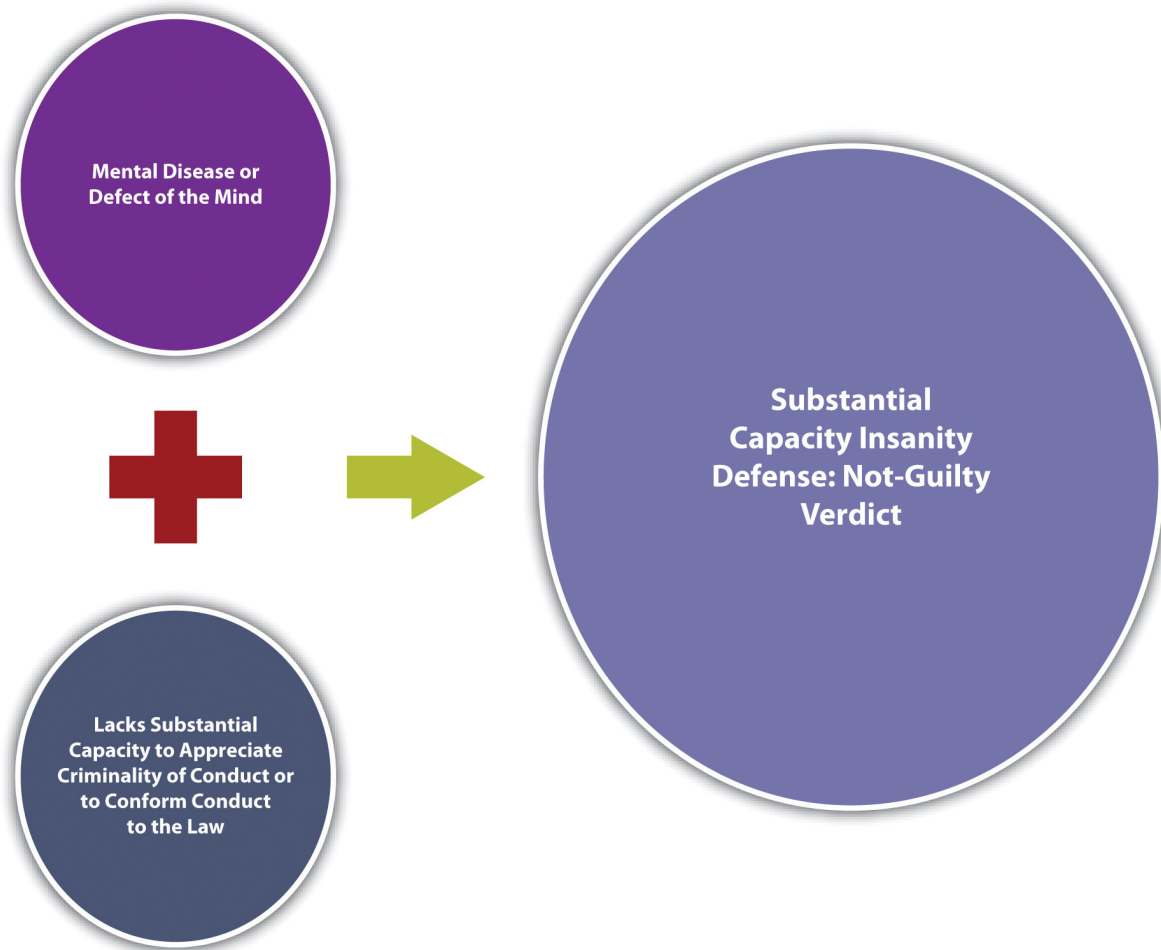 Mental Disease or
Defect of the Mind
Lacks Substantial
Capacity to Appreciate
Criminality of Conduct or
to Conform Conduct
to the Law
Substantial
Capacity Insanity
Defense: Not-Guilty
Verdict